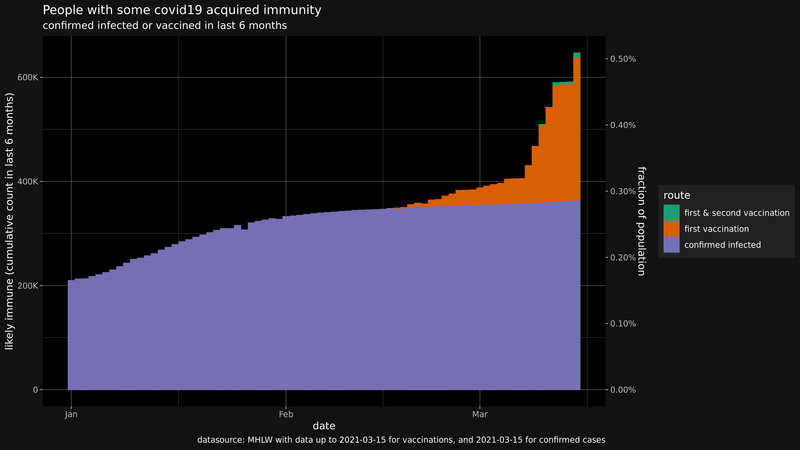 People with some covid19 acquired immunity
confirmed infected or vaccined in last 6 months
likely immune (cumulative count in last 6 months)
600K
400K
200K
0
0.50%
0.40%
0.30%
0.20%
0.10%
0.00%
fraction of population
route
first & second vaccination
first vaccination
confirmed infected
Jan
Feb
Mar
date
datasource: MHLW with data up to 2021-03-15 for vaccinations, and 2021-03-15 for confirmed cases